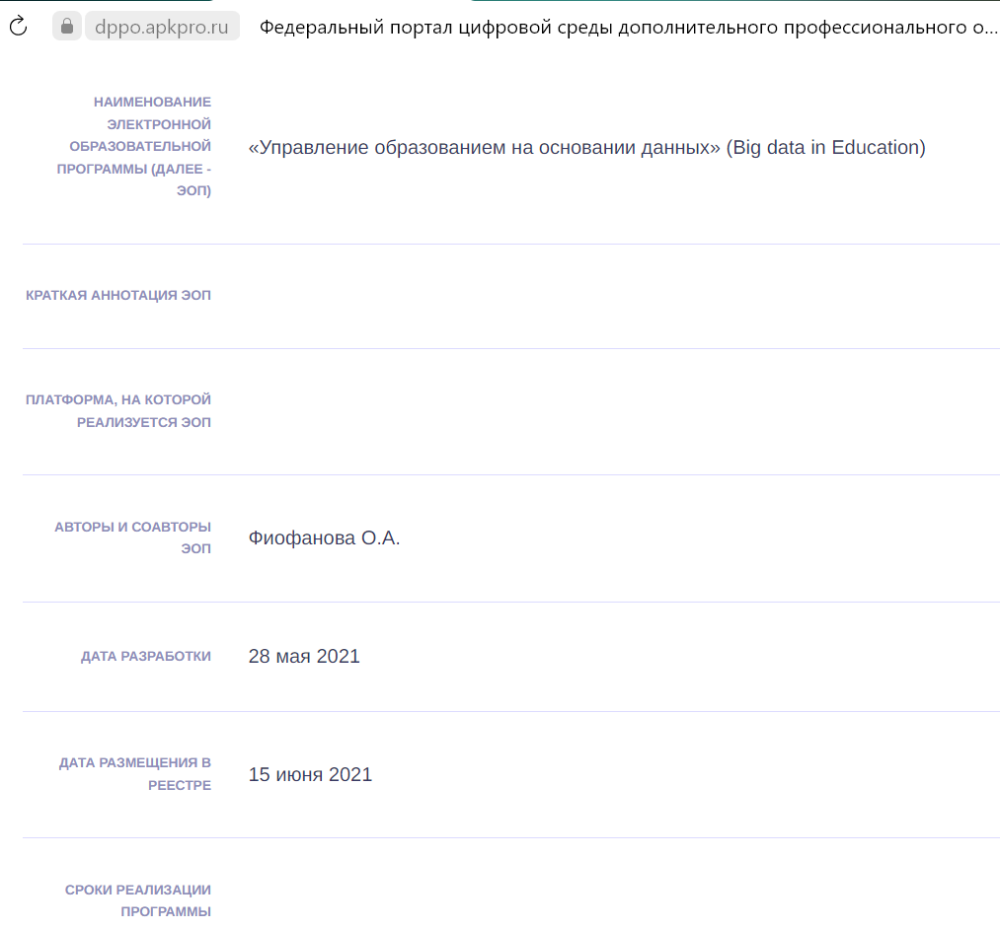 dppo.apkpro.ru Федеральный портал цифровой среды дополнительного профессионального о...
НАИМЕНОВАНИЕ
ЭЛЕКТРОННОЙ
ОБРАЗОВАТЕЛЬНОЙ
ПРОГРАММЫ (ДАЛЕЕ -
ЭОП)
«Управление образованием на основании данных» (Big data in Education)
КРАТКАЯ АННОТАЦИЯ ЭОП
ПЛАТФОРМА, НА КОТОРОЙ
РЕАЛИЗУЕТСЯ ЭОП
АВТОРЫ И СОАВТОРЫ
ЭОП
Фиофанова О.А.
ДАТА РАЗРАБОТКИ
28 мая 2021
ДАТА РАЗМЕЩЕНИЯ В
РЕЕСТРЕ
15 июня 2021
СРОКИ РЕАЛИЗАЦИИ
ПРОГРАММЫ